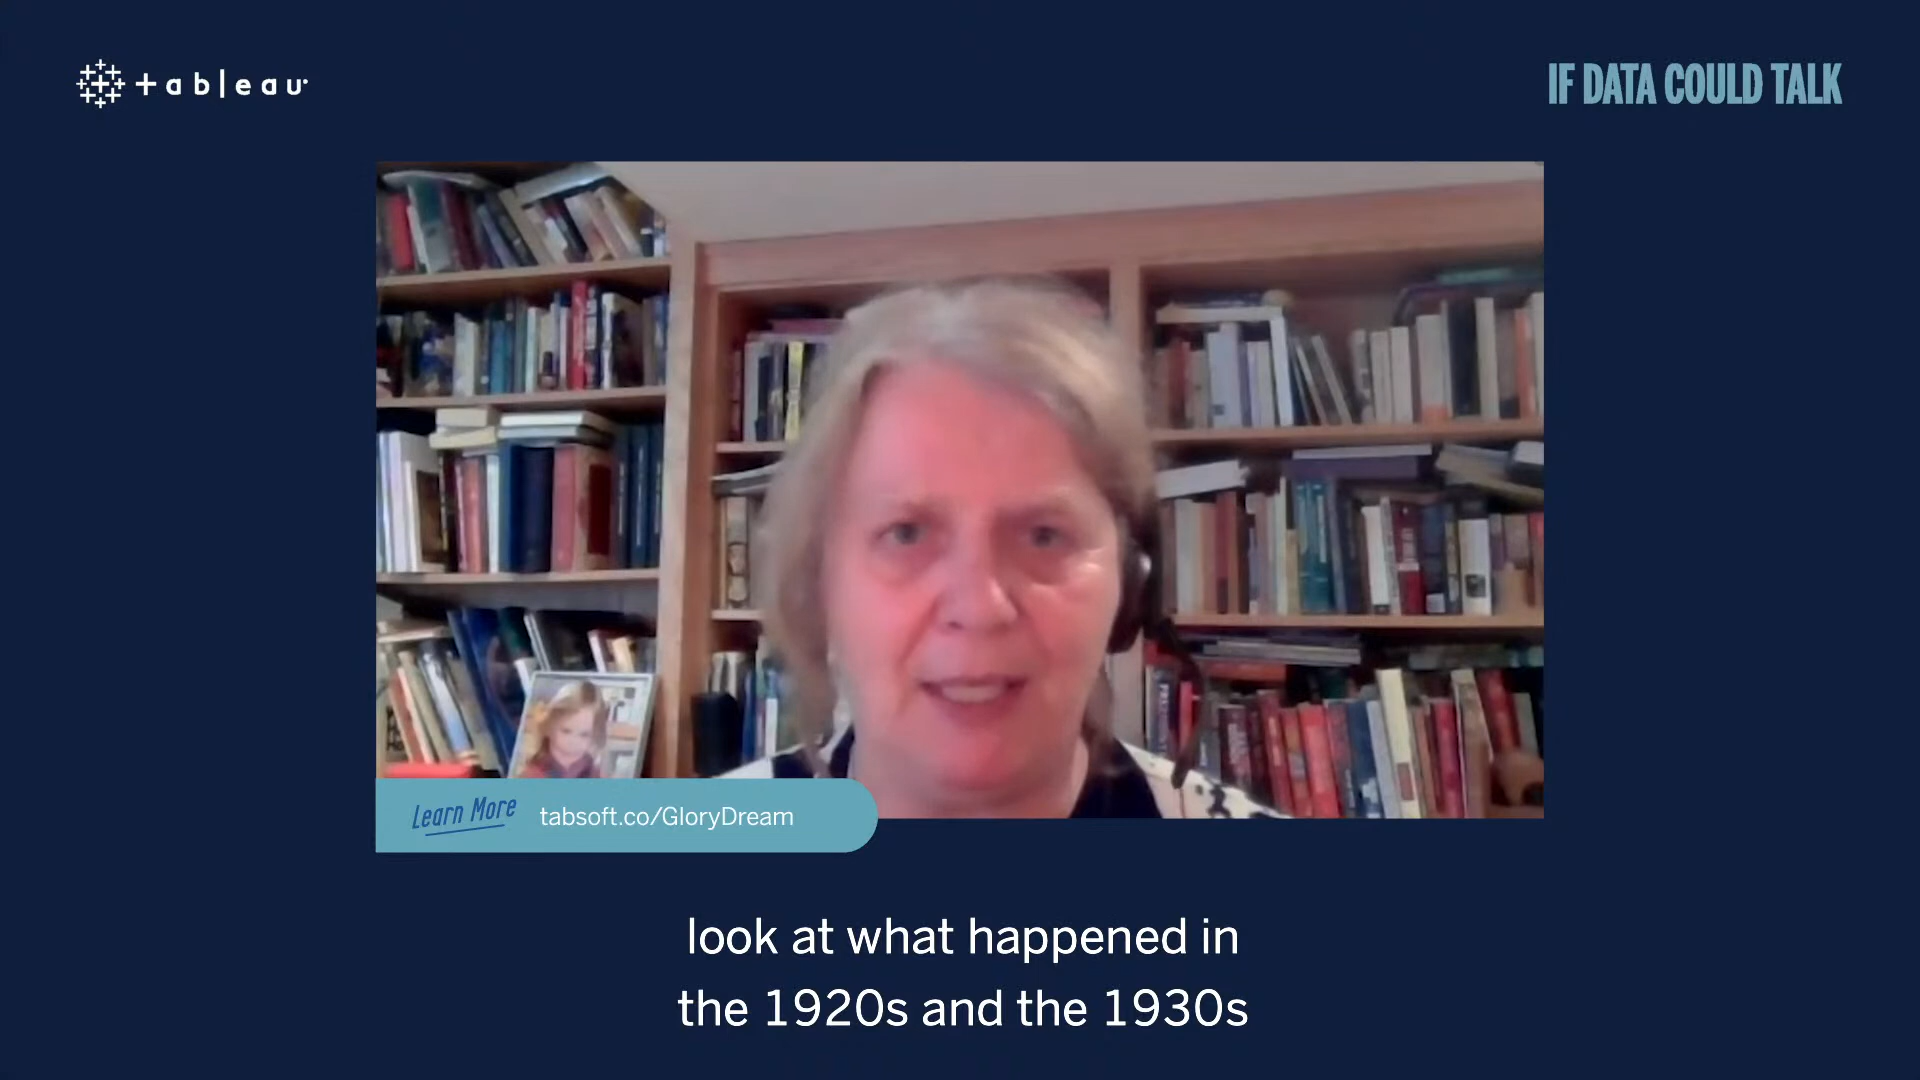 tableau
IF DATA COULD TALK
Learn More tabsoft.co/GloryDream
look at what happened in
the 1920s and the 1930s